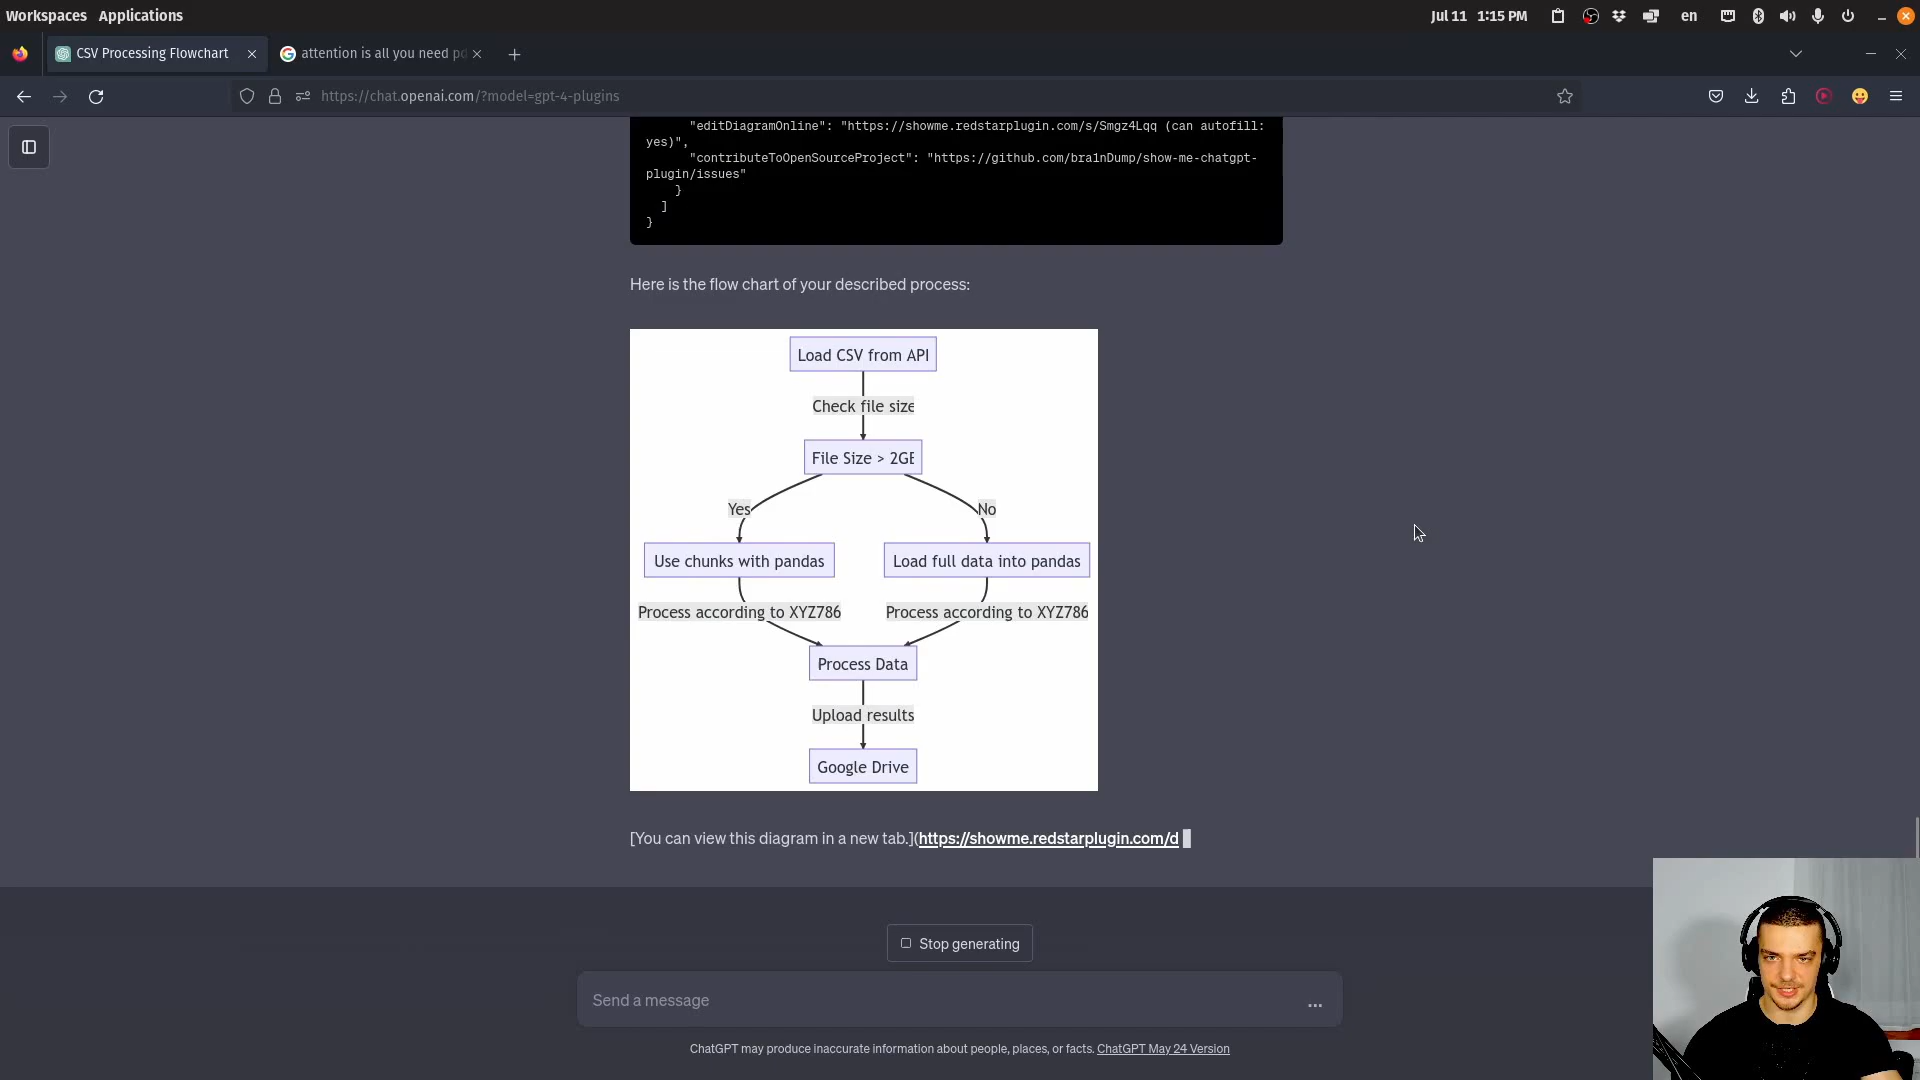 Workspaces Applications
Jul 11 1:15 PM
en
CSV Processing Flowchart
attention is all you need pd
https://chat.openai.com/?model=gpt-4-plugins
"editDiagramOnline": "https://showme.redstarplugin.com/s/Smgz4Lqq (can autofill:
yes)",
"contributeToOpenSourceProject": "https://github.com/bra1nDump/show-me-chatgpt-
plugin/issues"
}
]
}
Here is the flow chart of your described process:
Load CSV from API
Check file size
File Size > 2GB
Yes
No
Use chunks with pandas
Load full data into pandas
Process according to XYZ786
Process according to XYZ786
Process Data
Upload results
Google Drive
[You can view this diagram in a new tab.](https://showme.redstarplugin.com/d
Stop generating
Send a message
...
ChatGPT may produce inaccurate information about people, places, or facts. ChatGPT May 24 Version